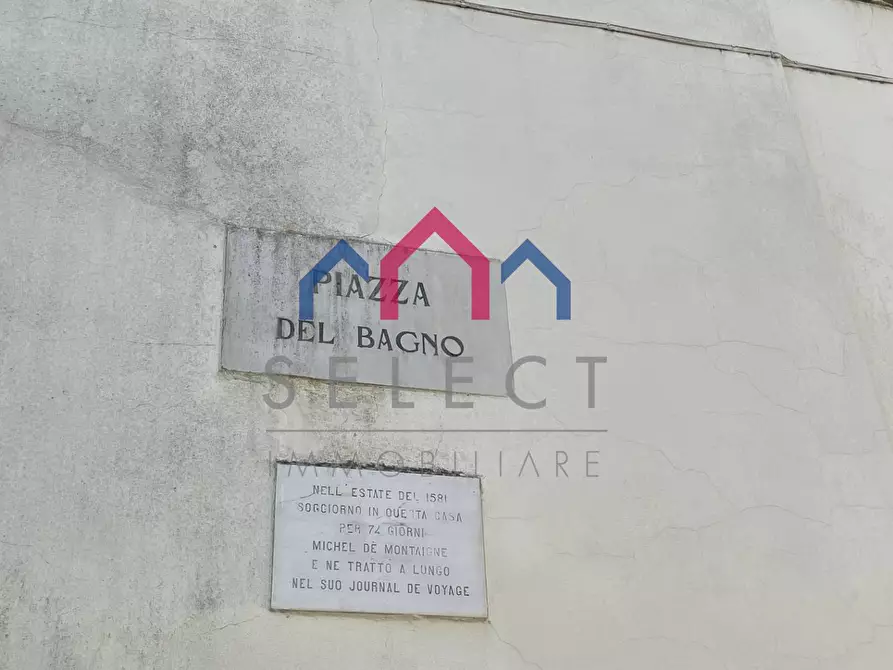 PIAZZA
DEL BAGNO
SELECT
IMMOBILIARE
NELL ESTATE DEL 1581
SOGGIORNO IN QUESTA CASA
PER 74 GIORNI
MICHEL DE MONTAIGNE
E NE TRATTO A LUNGO
NEL SUO JOURNAL DE VOYAGE